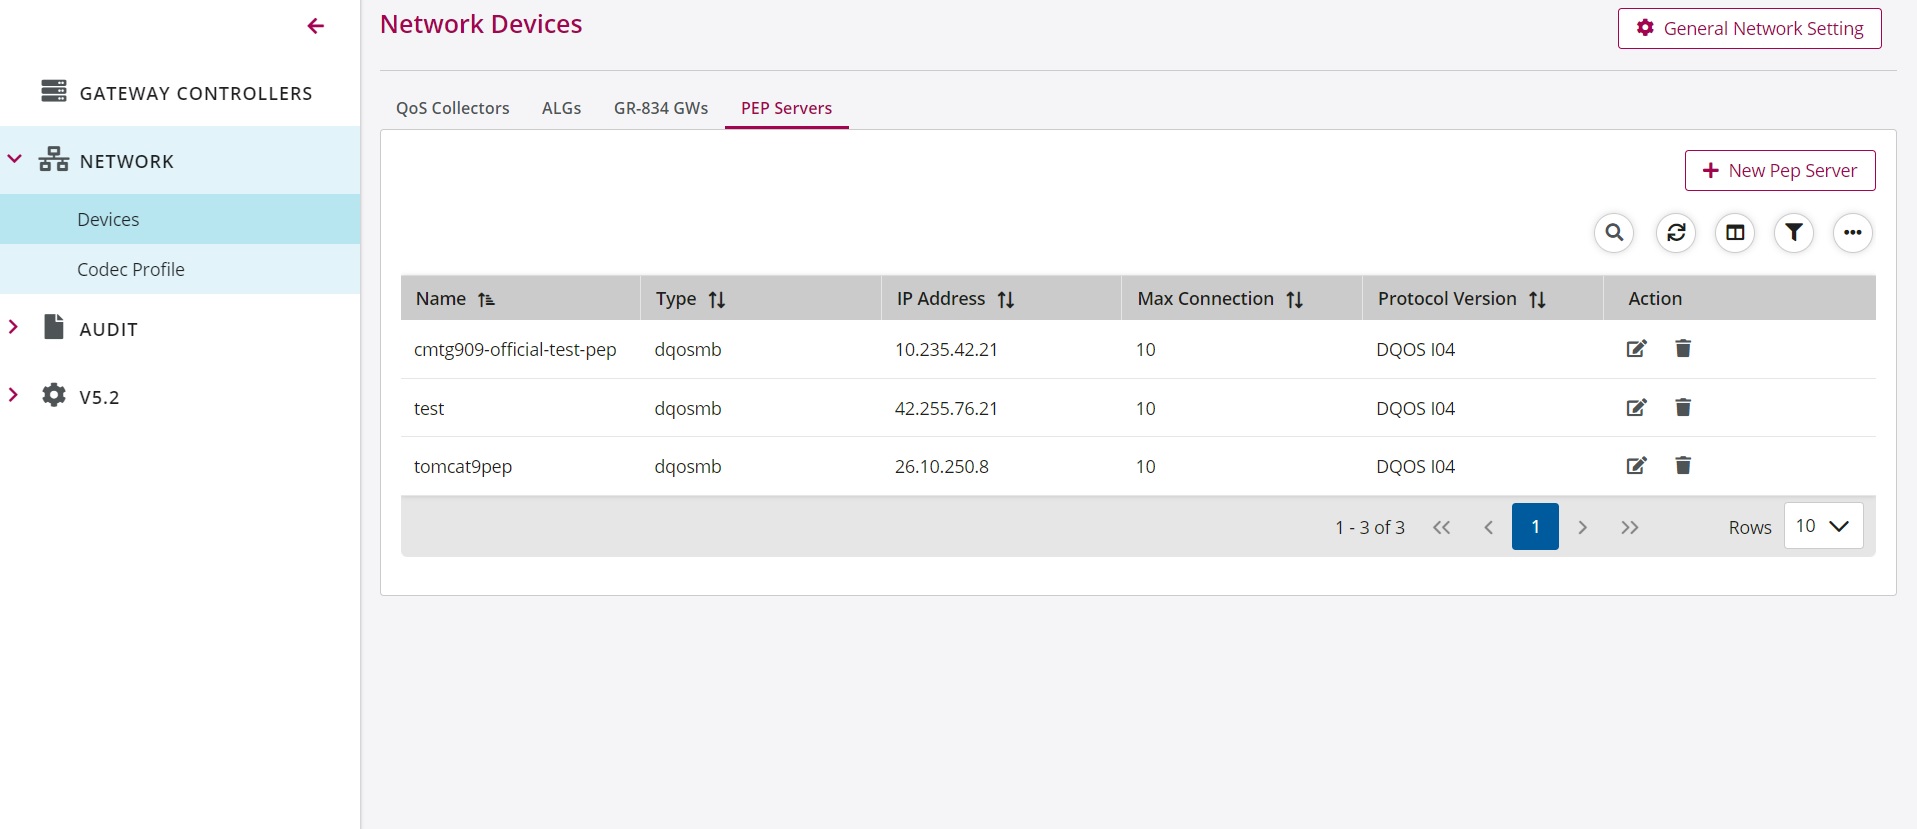 Network Devices
General Network Setting
GATEWAY CONTROLLERS
NETWORK
Devices
Codec Profile
AUDIT
V5.2
QoS Collectors ALGs GR-834 GWs PEP Servers
New Pep Server
Name Type IP Address Max Connection Protocol Version Action
cmtg909-official-test-pep dqosmb 10.235.42.21 10 DQOS I04
test dqosmb 42.255.76.21 10 DQOS I04
tomcat9pep dqosmb 26.10.250.8 10 DQOS I04
1 - 3 of 3 1 Rows 10